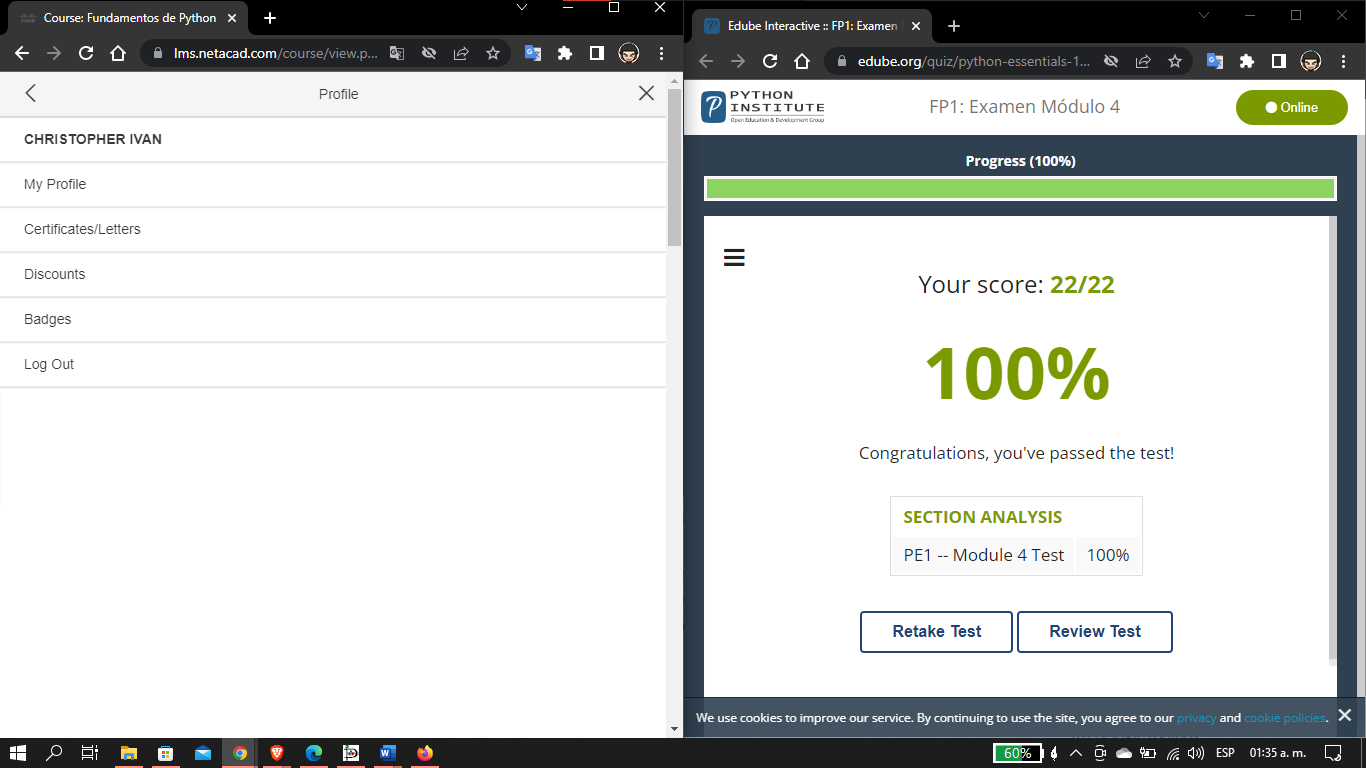 Course: Fundamentos de Python
lms.netacad.com/course/view.p...
Profile
CHRISTOPHER IVAN
My Profile
Certificates/Letters
Discounts
Badges
Log Out
Edube Interactive :: FP1: Examen
edube.org/quiz/python-essentials-1...
PYTHON
INSTITUTE
Open Education & Development Group
FP1: Examen Módulo 4
Online
Progress (100%)
Your score: 22/22
100%
Congratulations, you've passed the test!
SECTION ANALYSIS
PE1 -- Module 4 Test 100%
Retake Test
Review Test
We use cookies to improve our service. By continuing to use the site, you agree to our privacy and cookie policies.
60%
ESP
01:35 a. m.